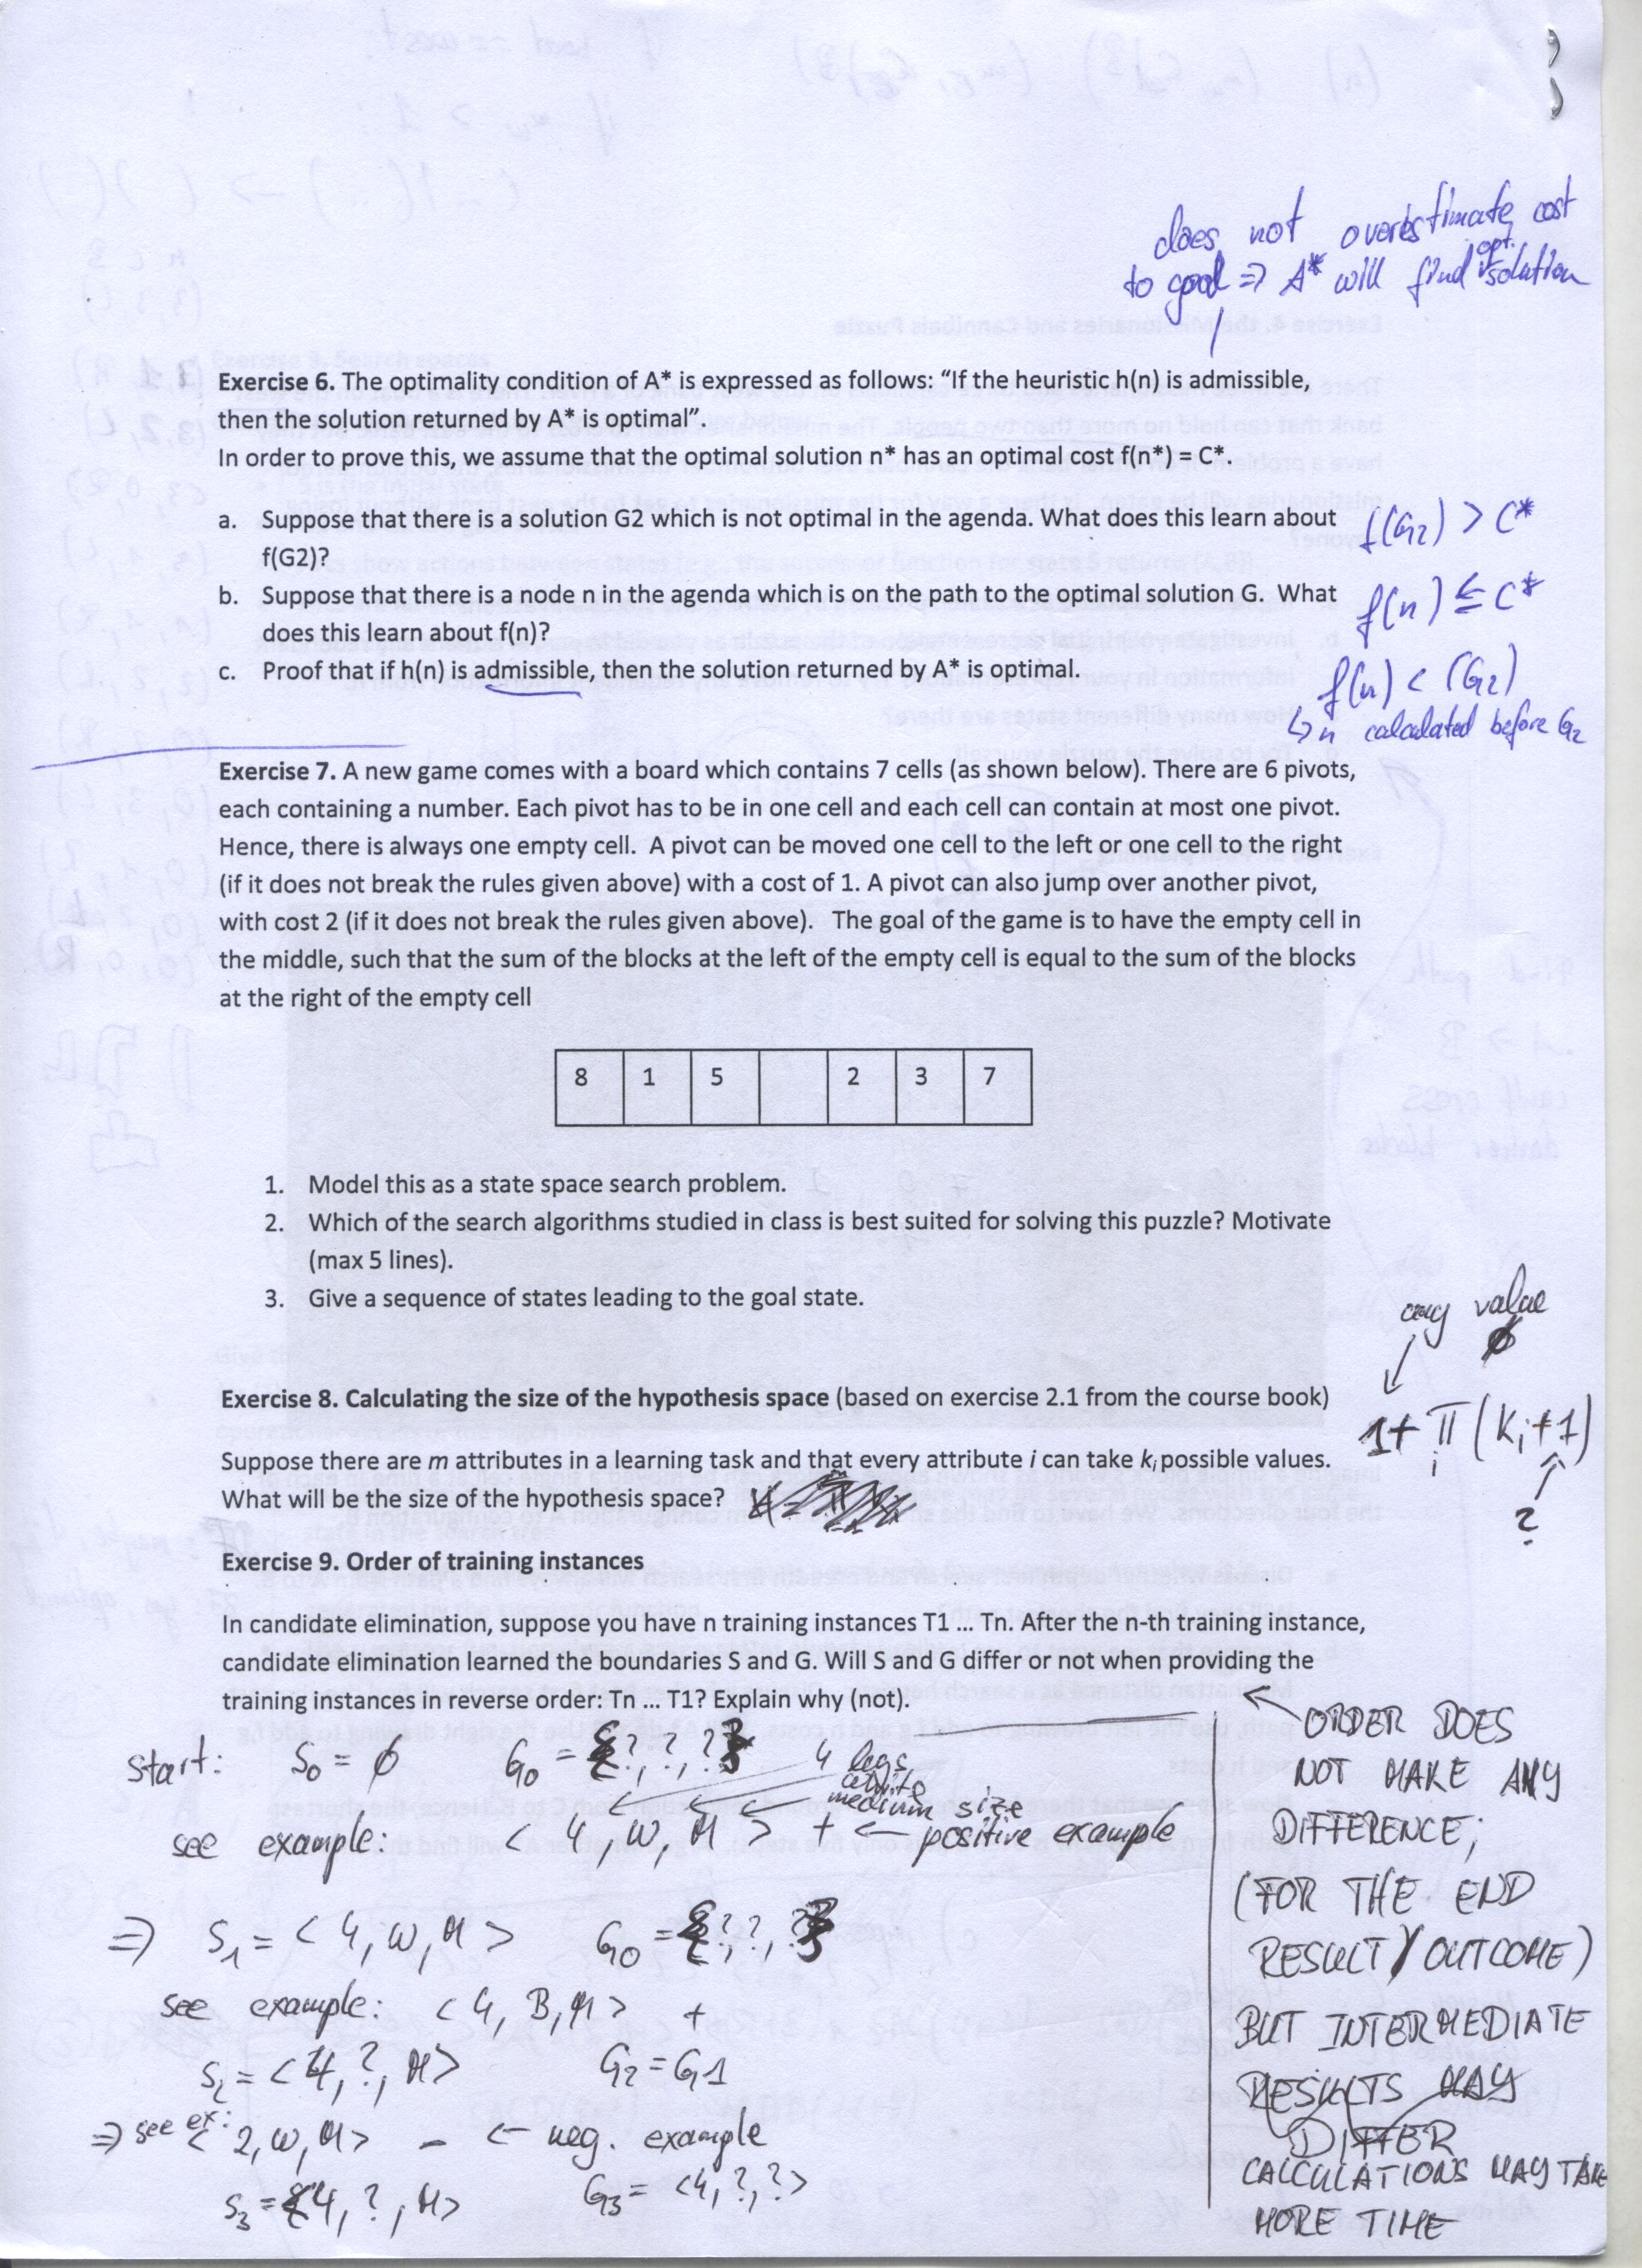 does not overestimate cost
to goal => A* will find opt. solution
Exercise 6. The optimality condition of A* is expressed as follows: “If the heuristic h(n) is admissible,
then the solution returned by A* is optimal”.
In order to prove this, we assume that the optimal solution n* has an optimal cost f(n*) = C*.
a. Suppose that there is a solution G2 which is not optimal in the agenda. What does this learn about
f(G2)?
f(G2) > C*
b. Suppose that there is a node n in the agenda which is on the path to the optimal solution G. What
does this learn about f(n)?
f(n) ≤ C*
c. Proof that if h(n) is admissible, then the solution returned by A* is optimal.
f(n) < (G2)
↳ n calculated before G2
Exercise 7. A new game comes with a board which contains 7 cells (as shown below). There are 6 pivots,
each containing a number. Each pivot has to be in one cell and each cell can contain at most one pivot.
Hence, there is always one empty cell. A pivot can be moved one cell to the left or one cell to the right
(if it does not break the rules given above) with a cost of 1. A pivot can also jump over another pivot,
with cost 2 (if it does not break the rules given above). The goal of the game is to have the empty cell in
the middle, such that the sum of the blocks at the left of the empty cell is equal to the sum of the blocks
at the right of the empty cell
8 1 5 2 3 7
1. Model this as a state space search problem.
2. Which of the search algorithms studied in class is best suited for solving this puzzle? Motivate
(max 5 lines).
3. Give a sequence of states leading to the goal state.
any value
ø
Exercise 8. Calculating the size of the hypothesis space (based on exercise 2.1 from the course book)
1+ Π (ki+1)
i
?
Suppose there are m attributes in a learning task and that every attribute i can take ki possible values.
What will be the size of the hypothesis space?
Exercise 9. Order of training instances
In candidate elimination, suppose you have n training instances T1 ... Tn. After the n-th training instance,
candidate elimination learned the boundaries S and G. Will S and G differ or not when providing the
training instances in reverse order: Tn ... T1? Explain why (not).
start: S0 = ø G0 = ?, ?, ?
4 legs
white
medium size
see example: < 4, W, M > + ← positive example
=> S1 = < 4, W, M > G0 = ?, ?, ?
see example: < 4, B, M > +
S2 = < 4, ?, M > G2 = G1
=> see ex: < 2, W, M > - ← neg. example
S3 = 4, ?, M > G3 = <4, ?, ?>
← ORDER DOES
NOT MAKE ANY
DIFFERENCE;
(FOR THE END
RESULT / OUTCOME)
BUT INTERMEDIATE
RESULTS MAY
DIFFER
CALCULATIONS MAY TAKE
MORE TIME